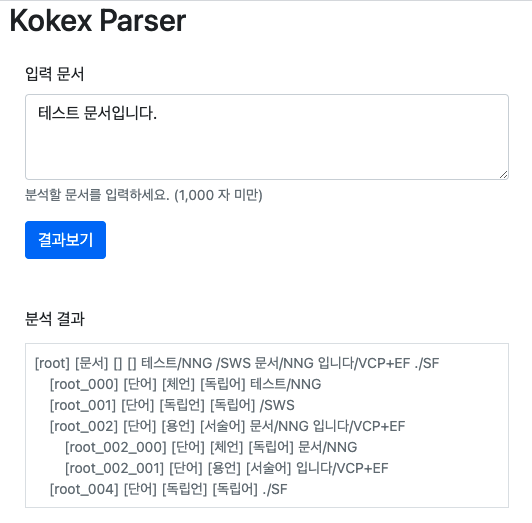 Kokex Parser
입력 문서
테스트 문서입니다.
분석할 문서를 입력하세요. (1,000 자 미만)
결과보기
분석 결과
[root] [문서] [] [] 테스트/NNG /SWS 문서/NNG 입니다/VCP+EF ./SF
[root_000] [단어] [체언] [독립어] 테스트/NNG
[root_001] [단어] [독립언] [독립어] /SWS
[root_002] [단어] [용언] [서술어] 문서/NNG 입니다/VCP+EF
[root_002_000] [단어] [체언] [독립어] 문서/NNG
[root_002_001] [단어] [용언] [서술어] 입니다/VCP+EF
[root_004] [단어] [독립언] [독립어] ./SF